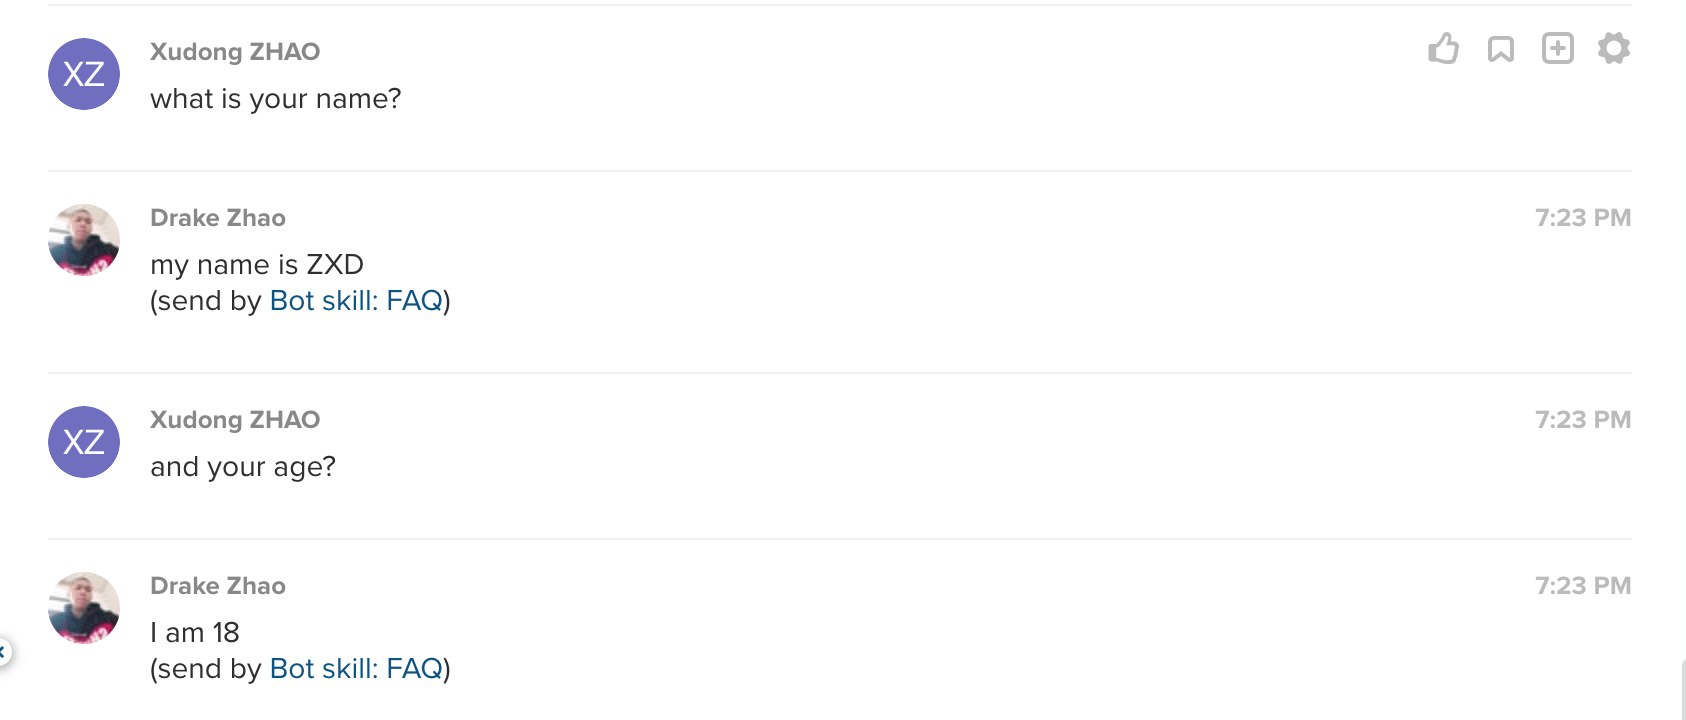 XZ
Xudong ZHAO
what is your name?
Drake Zhao
7:23 PM
my name is ZXD
(send by Bot skill: FAQ)
XZ
Xudong ZHAO
7:23 PM
and your age?
Drake Zhao
7:23 PM
I am 18
(send by Bot skill: FAQ)